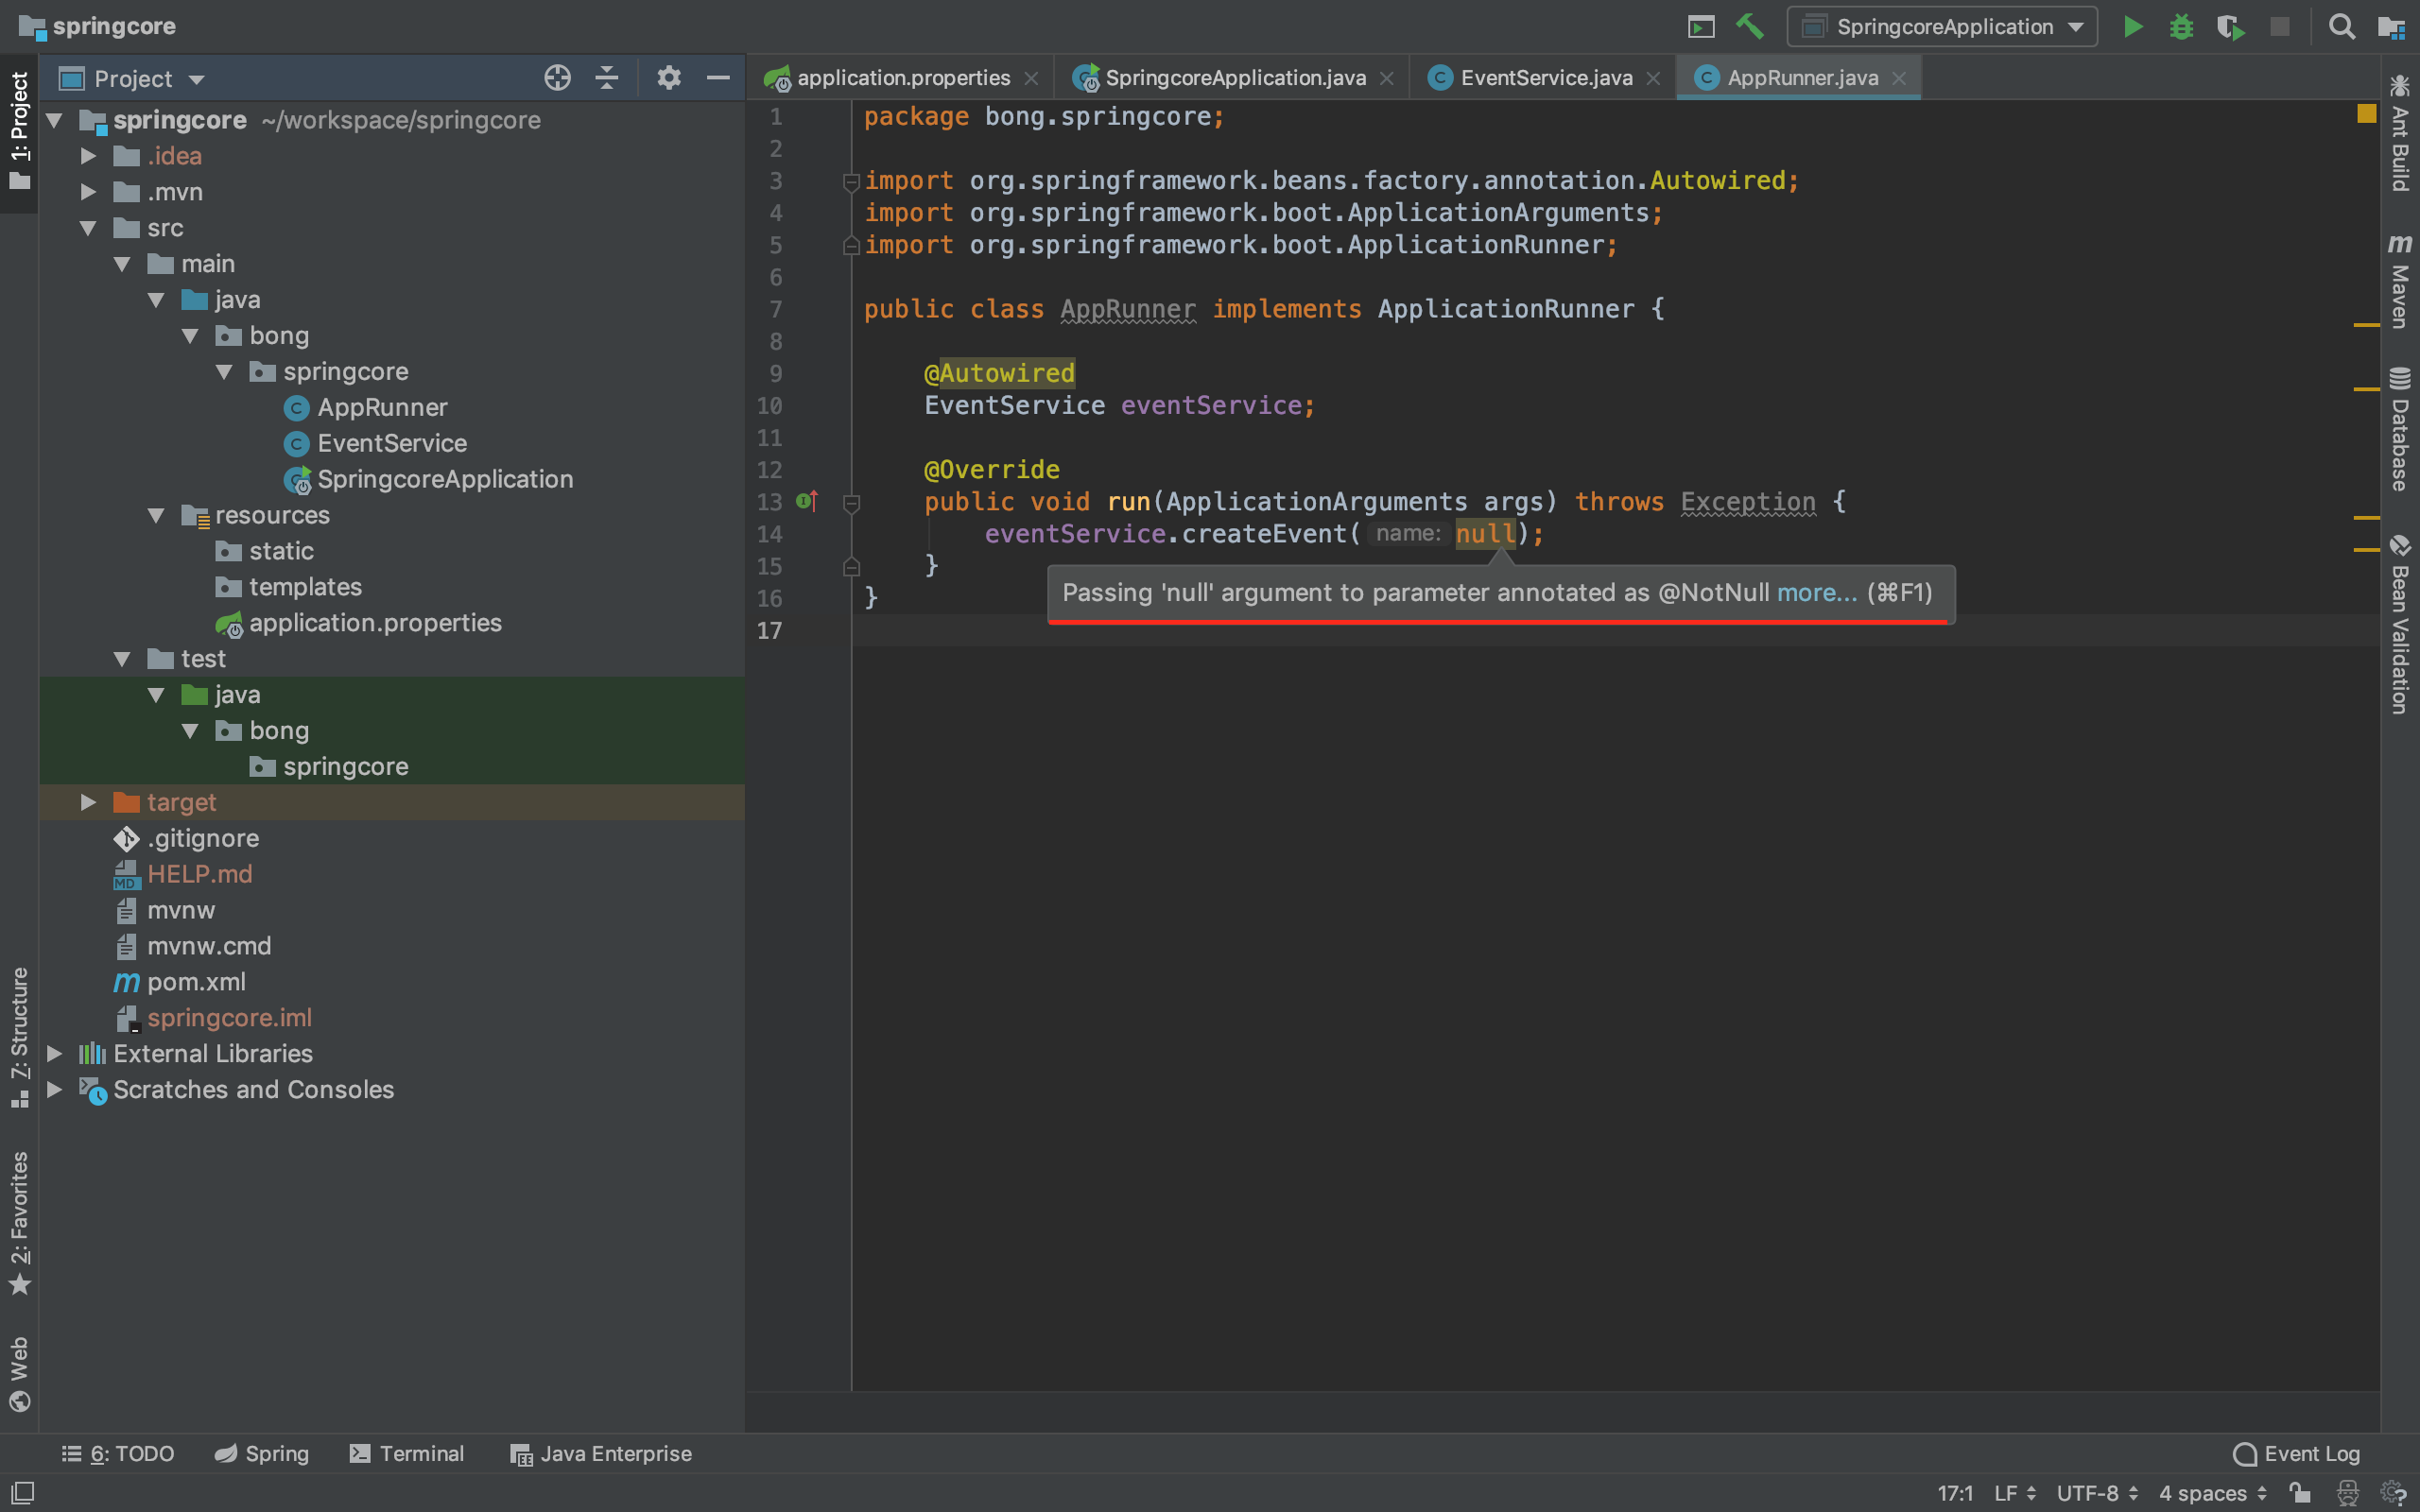 springcore
SpringcoreApplication
1: Project
Project
application.properties
SpringcoreApplication.java
EventService.java
AppRunner.java
springcore ~/workspace/springcore
.idea
.mvn
src
main
java
bong
springcore
AppRunner
EventService
SpringcoreApplication
resources
static
templates
application.properties
test
java
bong
springcore
target
.gitignore
HELP.md
mvnw
mvnw.cmd
pom.xml
springcore.iml
External Libraries
Scratches and Consoles
1 package bong.springcore;
2
3 import org.springframework.beans.factory.annotation.Autowired;
4 import org.springframework.boot.ApplicationArguments;
5 import org.springframework.boot.ApplicationRunner;
6
7 public class AppRunner implements ApplicationRunner {
8
9 @Autowired
10 EventService eventService;
11
12 @Override
13 public void run(ApplicationArguments args) throws Exception {
14 eventService.createEvent( name: null);
15 }
16 }
17
Passing 'null' argument to parameter annotated as @NotNull more... (⌘F1)
Ant Build
Maven
Database
Bean Validation
7: Structure
2: Favorites
Web
6: TODO
Spring
Terminal
Java Enterprise
Event Log
17:1 LF UTF-8 4 spaces